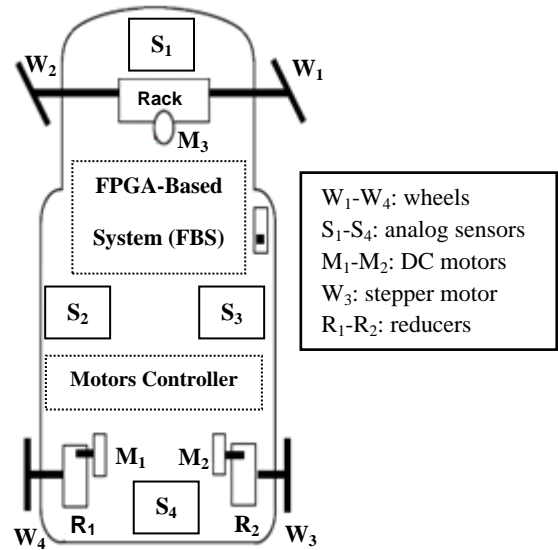 S1
W2
W1
Rack
M3
FPGA-Based
System (FBS)
S2
S3
Motors Controller
M1
M2
S4
R1
R2
W4
W3
W1-W4: wheels
S1-S4: analog sensors
M1-M2: DC motors
W3: stepper motor
R1-R2: reducers